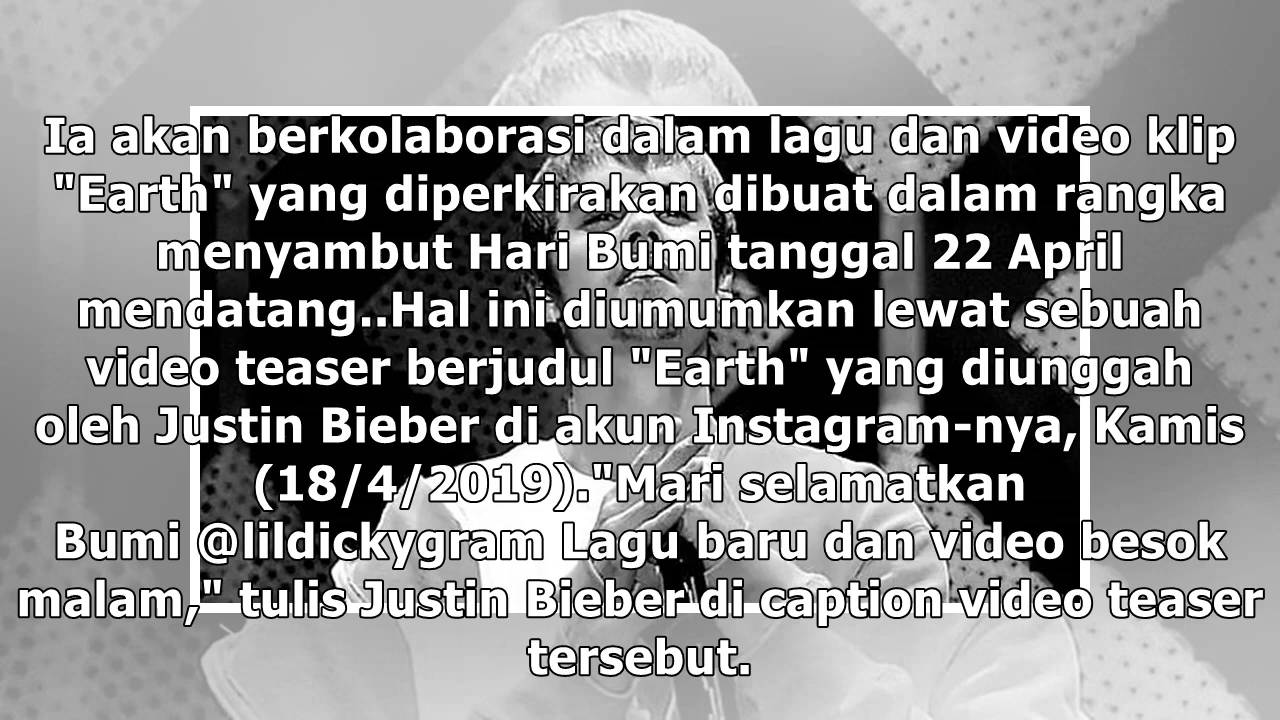 Ia akan berkolaborasi dalam lagu dan video klip
"Earth" yang diperkirakan dibuat dalam rangka
menyambut Hari Bumi tanggal 22 April
mendatang..Hal ini diumumkan lewat sebuah
video teaser berjudul "Earth" yang diunggah
oleh Justin Bieber di akun Instagram-nya, Kamis
(18/4/2019)."Mari selamatkan
Bumi @lildickygram Lagu baru dan video besok
malam," tulis Justin Bieber di caption video teaser
tersebut.